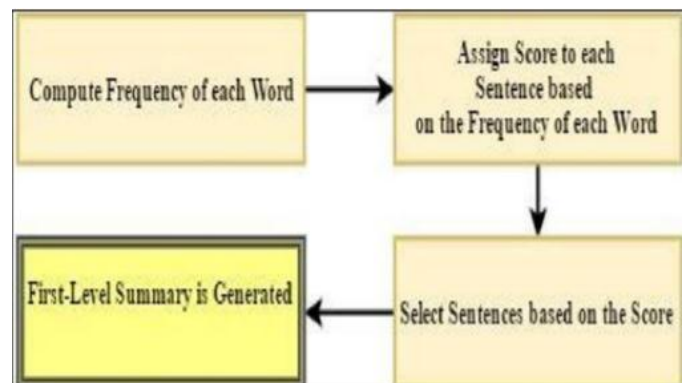 Compute Frequency of each Word
Assign Score to each
Sentence based
on the Frequency of each Word
Select Sentences based on the Score
First-Level Summary is Generated